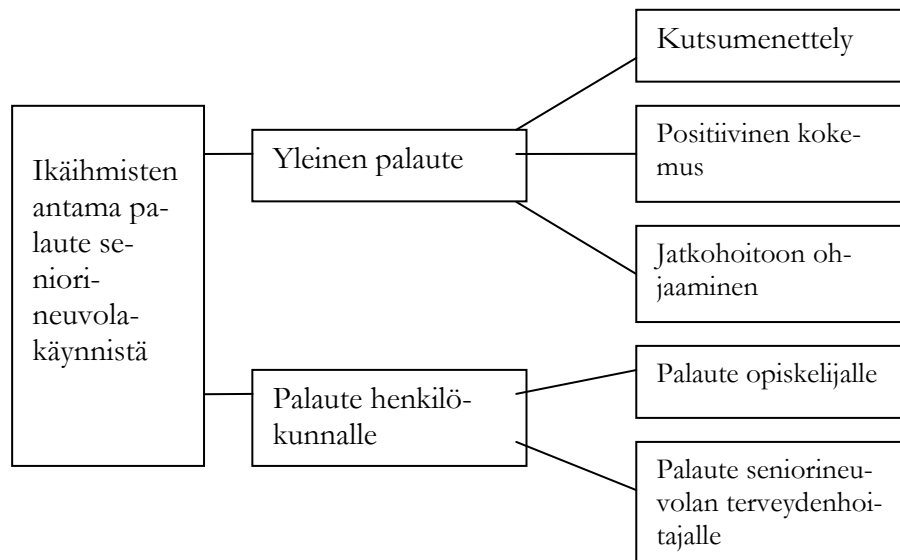 Ikäihmisten
antama pa-
laute se-
niori-
neuvola-
käynnistä
Yleinen palaute
Kutsumenettely
Positiivinen koke-
mus
Jatkohoitoon oh-
jaaminen
Palaute henkilö-
kunnalle
Palaute opiskelijalle
Palaute seniorineu-
volan terveydenhoi-
tajalle